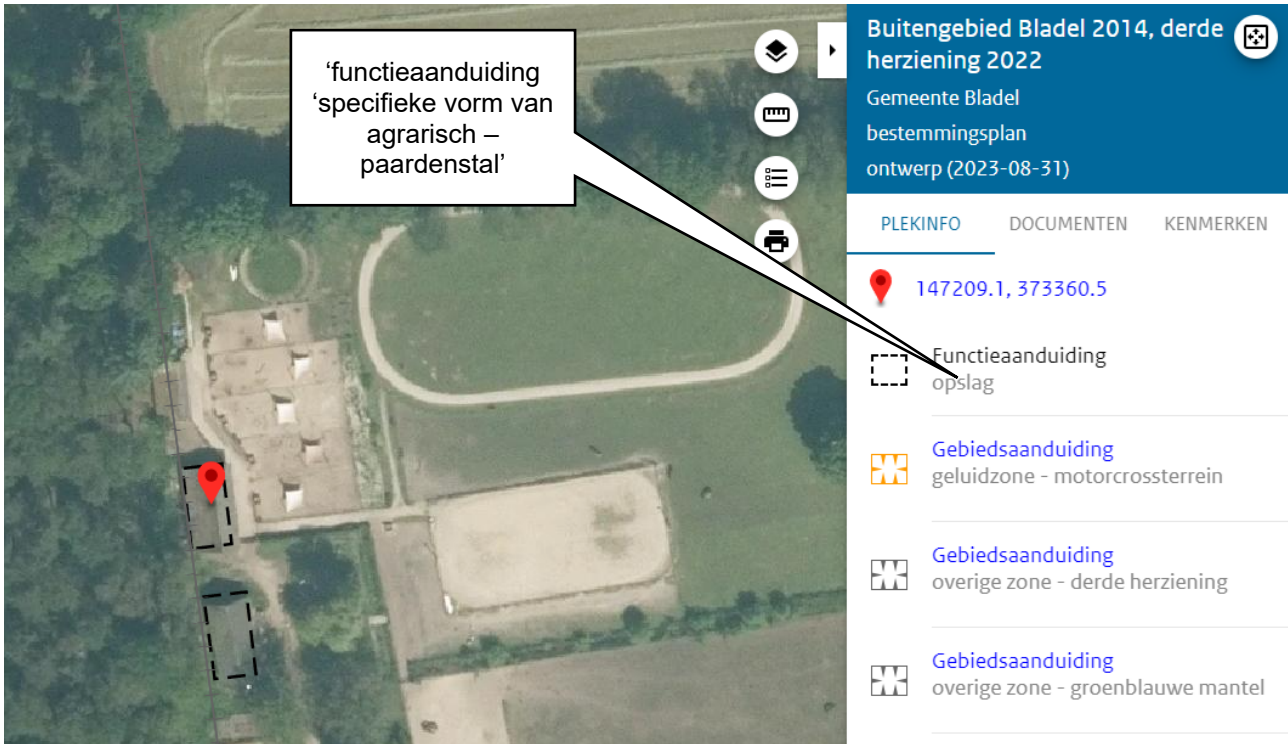 ‘functieaanduiding
‘specifieke vorm van
agrarisch –
paardenstal’
Buitengebied Bladel 2014, derde
herziening 2022
Gemeente Bladel
bestemmingsplan
ontwerp (2023-08-31)
PLEKINFO DOCUMENTEN KENMERKEN
147209.1, 373360.5
Functieaanduiding
opslag
Gebiedsaanduiding
geluidzone - motorcrossterrein
Gebiedsaanduiding
overige zone - derde herziening
Gebiedsaanduiding
overige zone - groenblauwe mantel